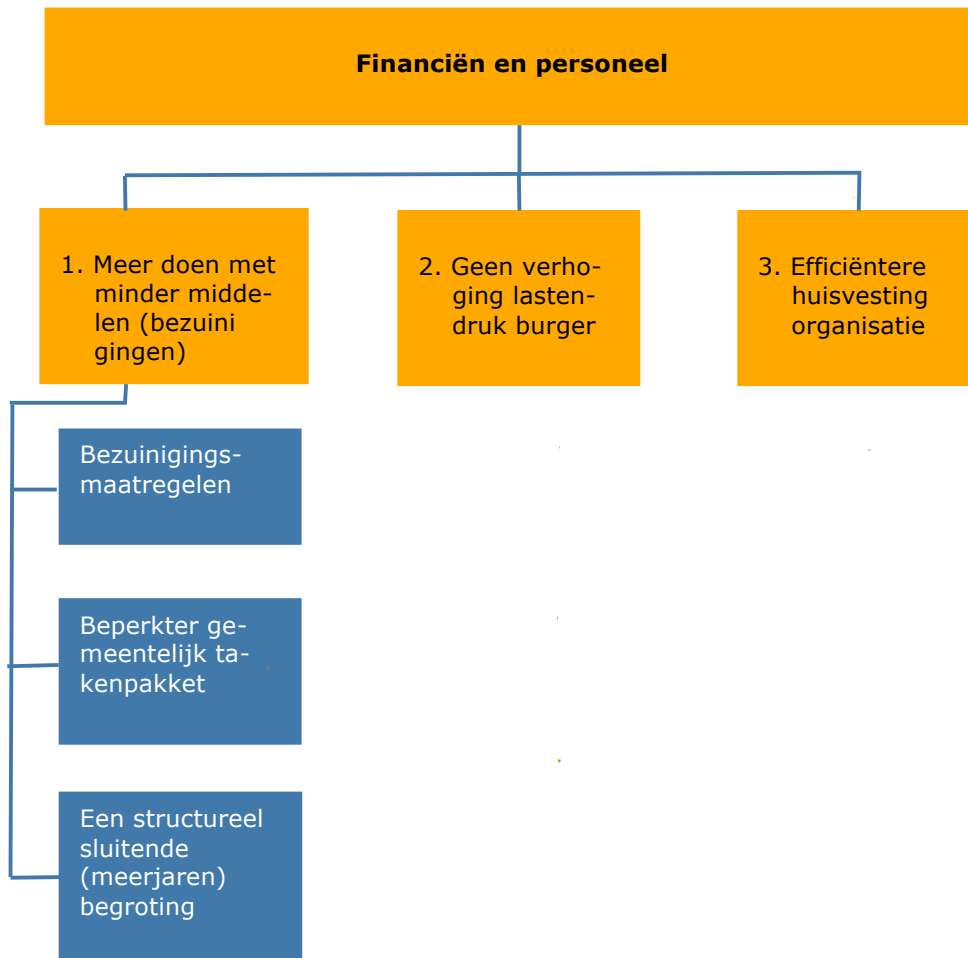 Financiën en personeel
1. Meer doen met
minder midde-
len (bezuini
gingen)
2. Geen verho-
ging lasten-
druk burger
3. Efficiëntere
huisvesting
organisatie
Bezuinigings-
maatregelen
Beperkter ge-
meentelijk ta-
kenpakket
Een structureel
sluitende
(meerjaren)
begroting